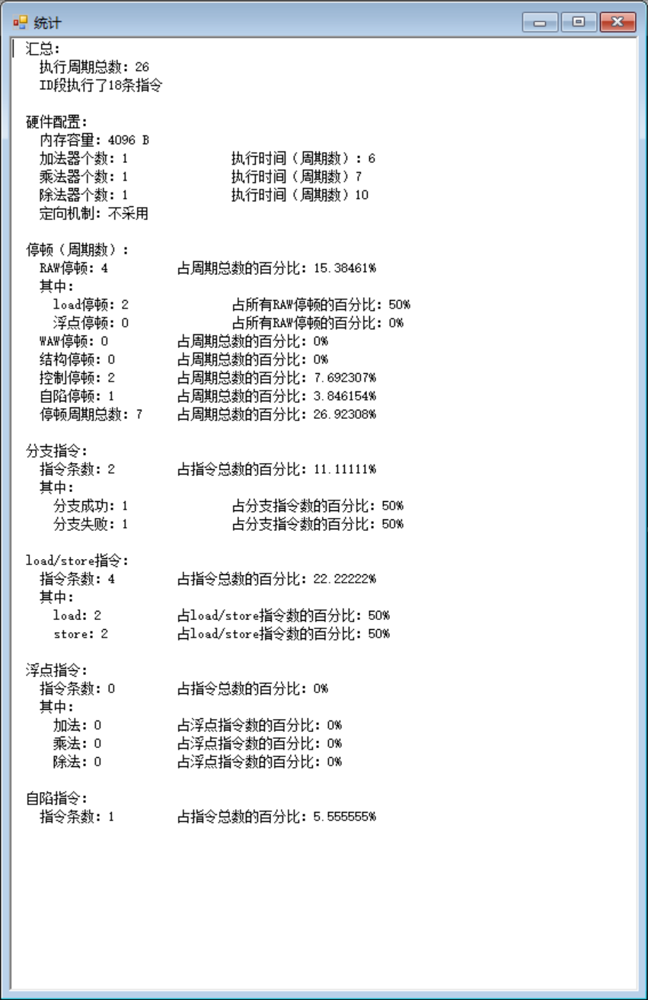 统计
汇总:
执行周期总数: 26
ID段执行了18条指令
硬件配置:
内存容量: 4096 B
加法器个数: 1 执行时间(周期数): 6
乘法器个数: 1 执行时间(周期数) 7
除法器个数: 1 执行时间(周期数) 10
定向机制: 不采用
停顿(周期数):
RAW停顿: 4 占周期总数的百分比: 15.38461%
其中:
load停顿: 2 占所有RAW停顿的百分比: 50%
浮点停顿: 0 占所有RAW停顿的百分比: 0%
WAW停顿: 0 占周期总数的百分比: 0%
结构停顿: 0 占周期总数的百分比: 0%
控制停顿: 2 占周期总数的百分比: 7.692307%
自陷停顿: 1 占周期总数的百分比: 3.846154%
停顿周期总数: 7 占周期总数的百分比: 26.92308%
分支指令:
指令条数: 2 占指令总数的百分比: 11.11111%
其中:
分支成功: 1 占分支指令数的百分比: 50%
分支失败: 1 占分支指令数的百分比: 50%
load/store指令:
指令条数: 4 占指令总数的百分比: 22.22222%
其中:
load: 2 占load/store指令数的百分比: 50%
store: 2 占load/store指令数的百分比: 50%
浮点指令:
指令条数: 0 占指令总数的百分比: 0%
其中:
加法: 0 占浮点指令数的百分比: 0%
乘法: 0 占浮点指令数的百分比: 0%
除法: 0 占浮点指令数的百分比: 0%
自陷指令:
指令条数: 1 占指令总数的百分比: 5.555555%